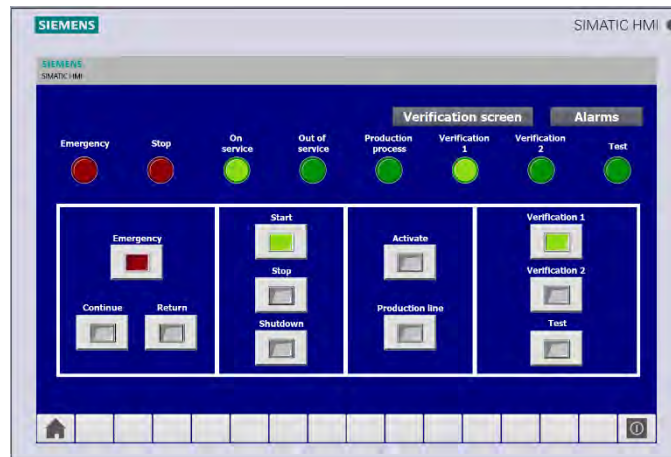 SIEMENS
SIMATIC HMI
SIEMENS
SIMATIC HMI
Verification screen
Alarms
Emergency
Stop
On
service
Out of
service
Production
process
Verification
1
Verification
2
Test
Emergency
Continue
Return
Start
Stop
Shutdown
Activate
Production line
Verification 1
Verification 2
Test